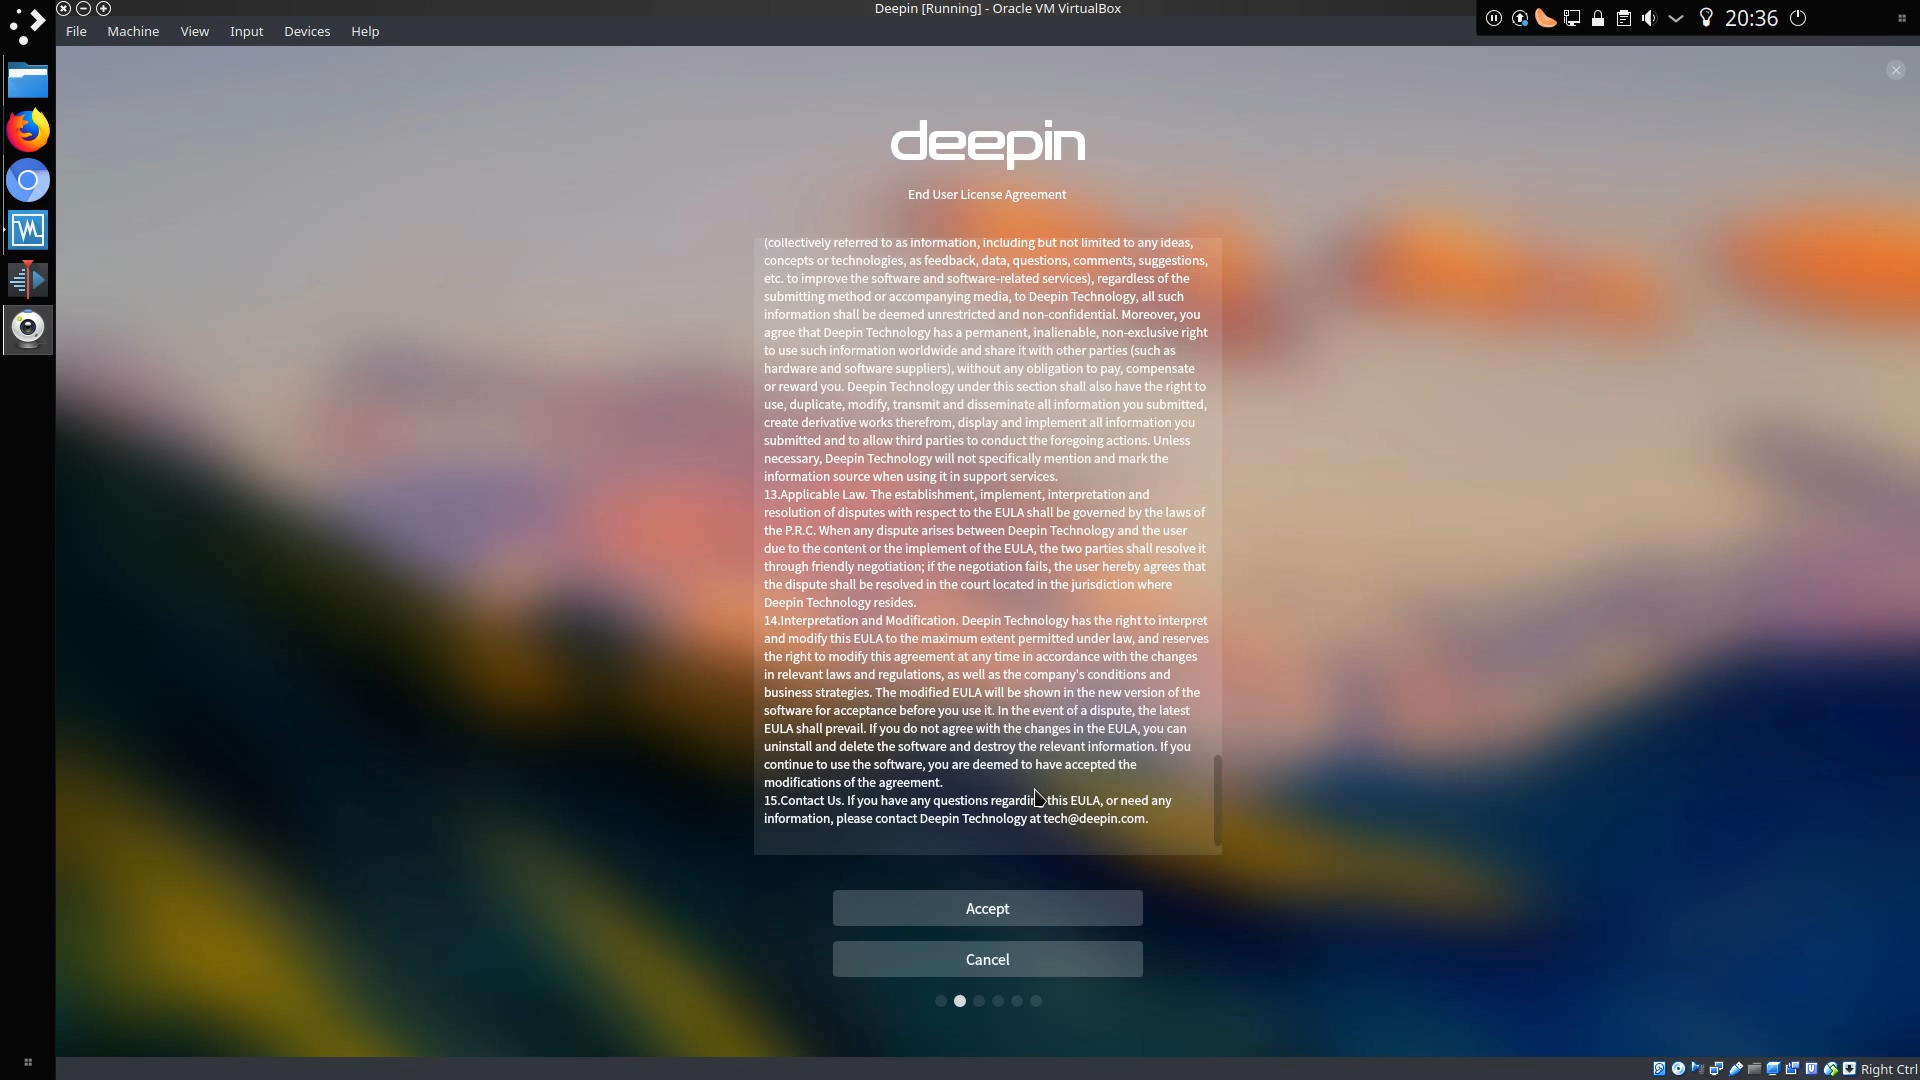 Deepin [Running] - Oracle VM VirtualBox
File Machine View Input Devices Help
20:36
deepin
End User License Agreement
(collectively referred to as information, including but not limited to any ideas,
concepts or technologies, as feedback, data, questions, comments, suggestions,
etc. to improve the software and software-related services), regardless of the
submitting method or accompanying media, to Deepin Technology, all such
information shall be deemed unrestricted and non-confidential. Moreover, you
agree that Deepin Technology has a permanent, inalienable, non-exclusive right
to use such information worldwide and share it with other parties (such as
hardware and software suppliers), without any obligation to pay, compensate
or reward you. Deepin Technology under this section shall also have the right to
use, duplicate, modify, transmit and disseminate all information you submitted,
create derivative works therefrom, display and implement all information you
submitted and to allow third parties to conduct the foregoing actions. Unless
necessary, Deepin Technology will not specifically mention and mark the
information source when using it in support services.
13.Applicable Law. The establishment, implement, interpretation and
resolution of disputes with respect to the EULA shall be governed by the laws of
the P.R.C. When any dispute arises between Deepin Technology and the user
due to the content or the implement of the EULA, the two parties shall resolve it
through friendly negotiation; if the negotiation fails, the user hereby agrees that
the dispute shall be resolved in the court located in the jurisdiction where
Deepin Technology resides.
14.Interpretation and Modification. Deepin Technology has the right to interpret
and modify this EULA to the maximum extent permitted under law, and reserves
the right to modify this agreement at any time in accordance with the changes
in relevant laws and regulations, as well as the company's conditions and
business strategies. The modified EULA will be shown in the new version of the
software for acceptance before you use it. In the event of a dispute, the latest
EULA shall prevail. If you do not agree with the changes in the EULA, you can
uninstall and delete the software and destroy the relevant information. If you
continue to use the software, you are deemed to have accepted the
modifications of the agreement.
15.Contact Us. If you have any questions regarding this EULA, or need any
information, please contact Deepin Technology at tech@deepin.com.
Accept
Cancel
Right Ctrl